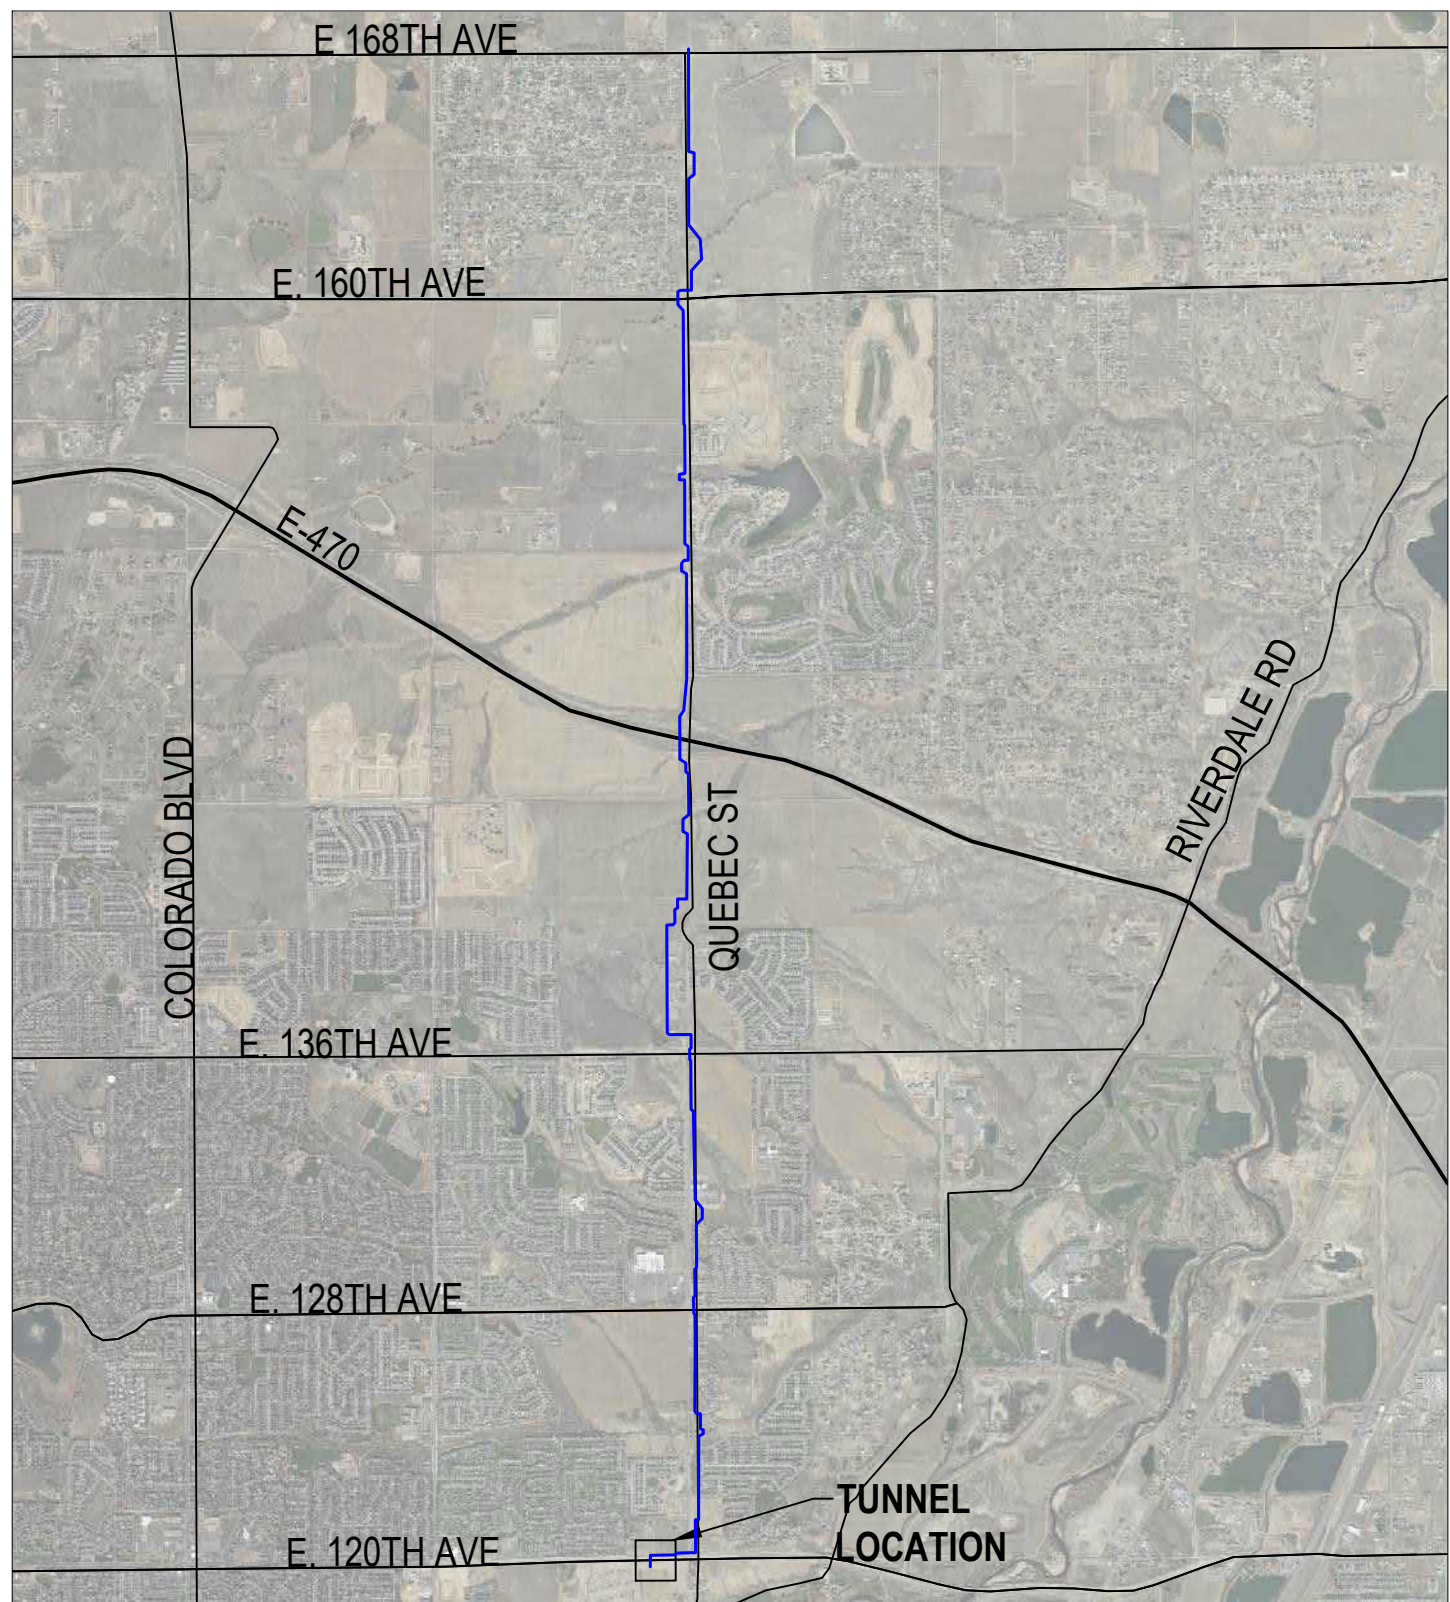 E 168TH AVE
E. 160TH AVE
E-470
RIVERDALE RD
COLORADO BLVD
QUEBEC ST
E. 136TH AVE
E. 128TH AVE
TUNNEL
LOCATION
E. 120TH AVE